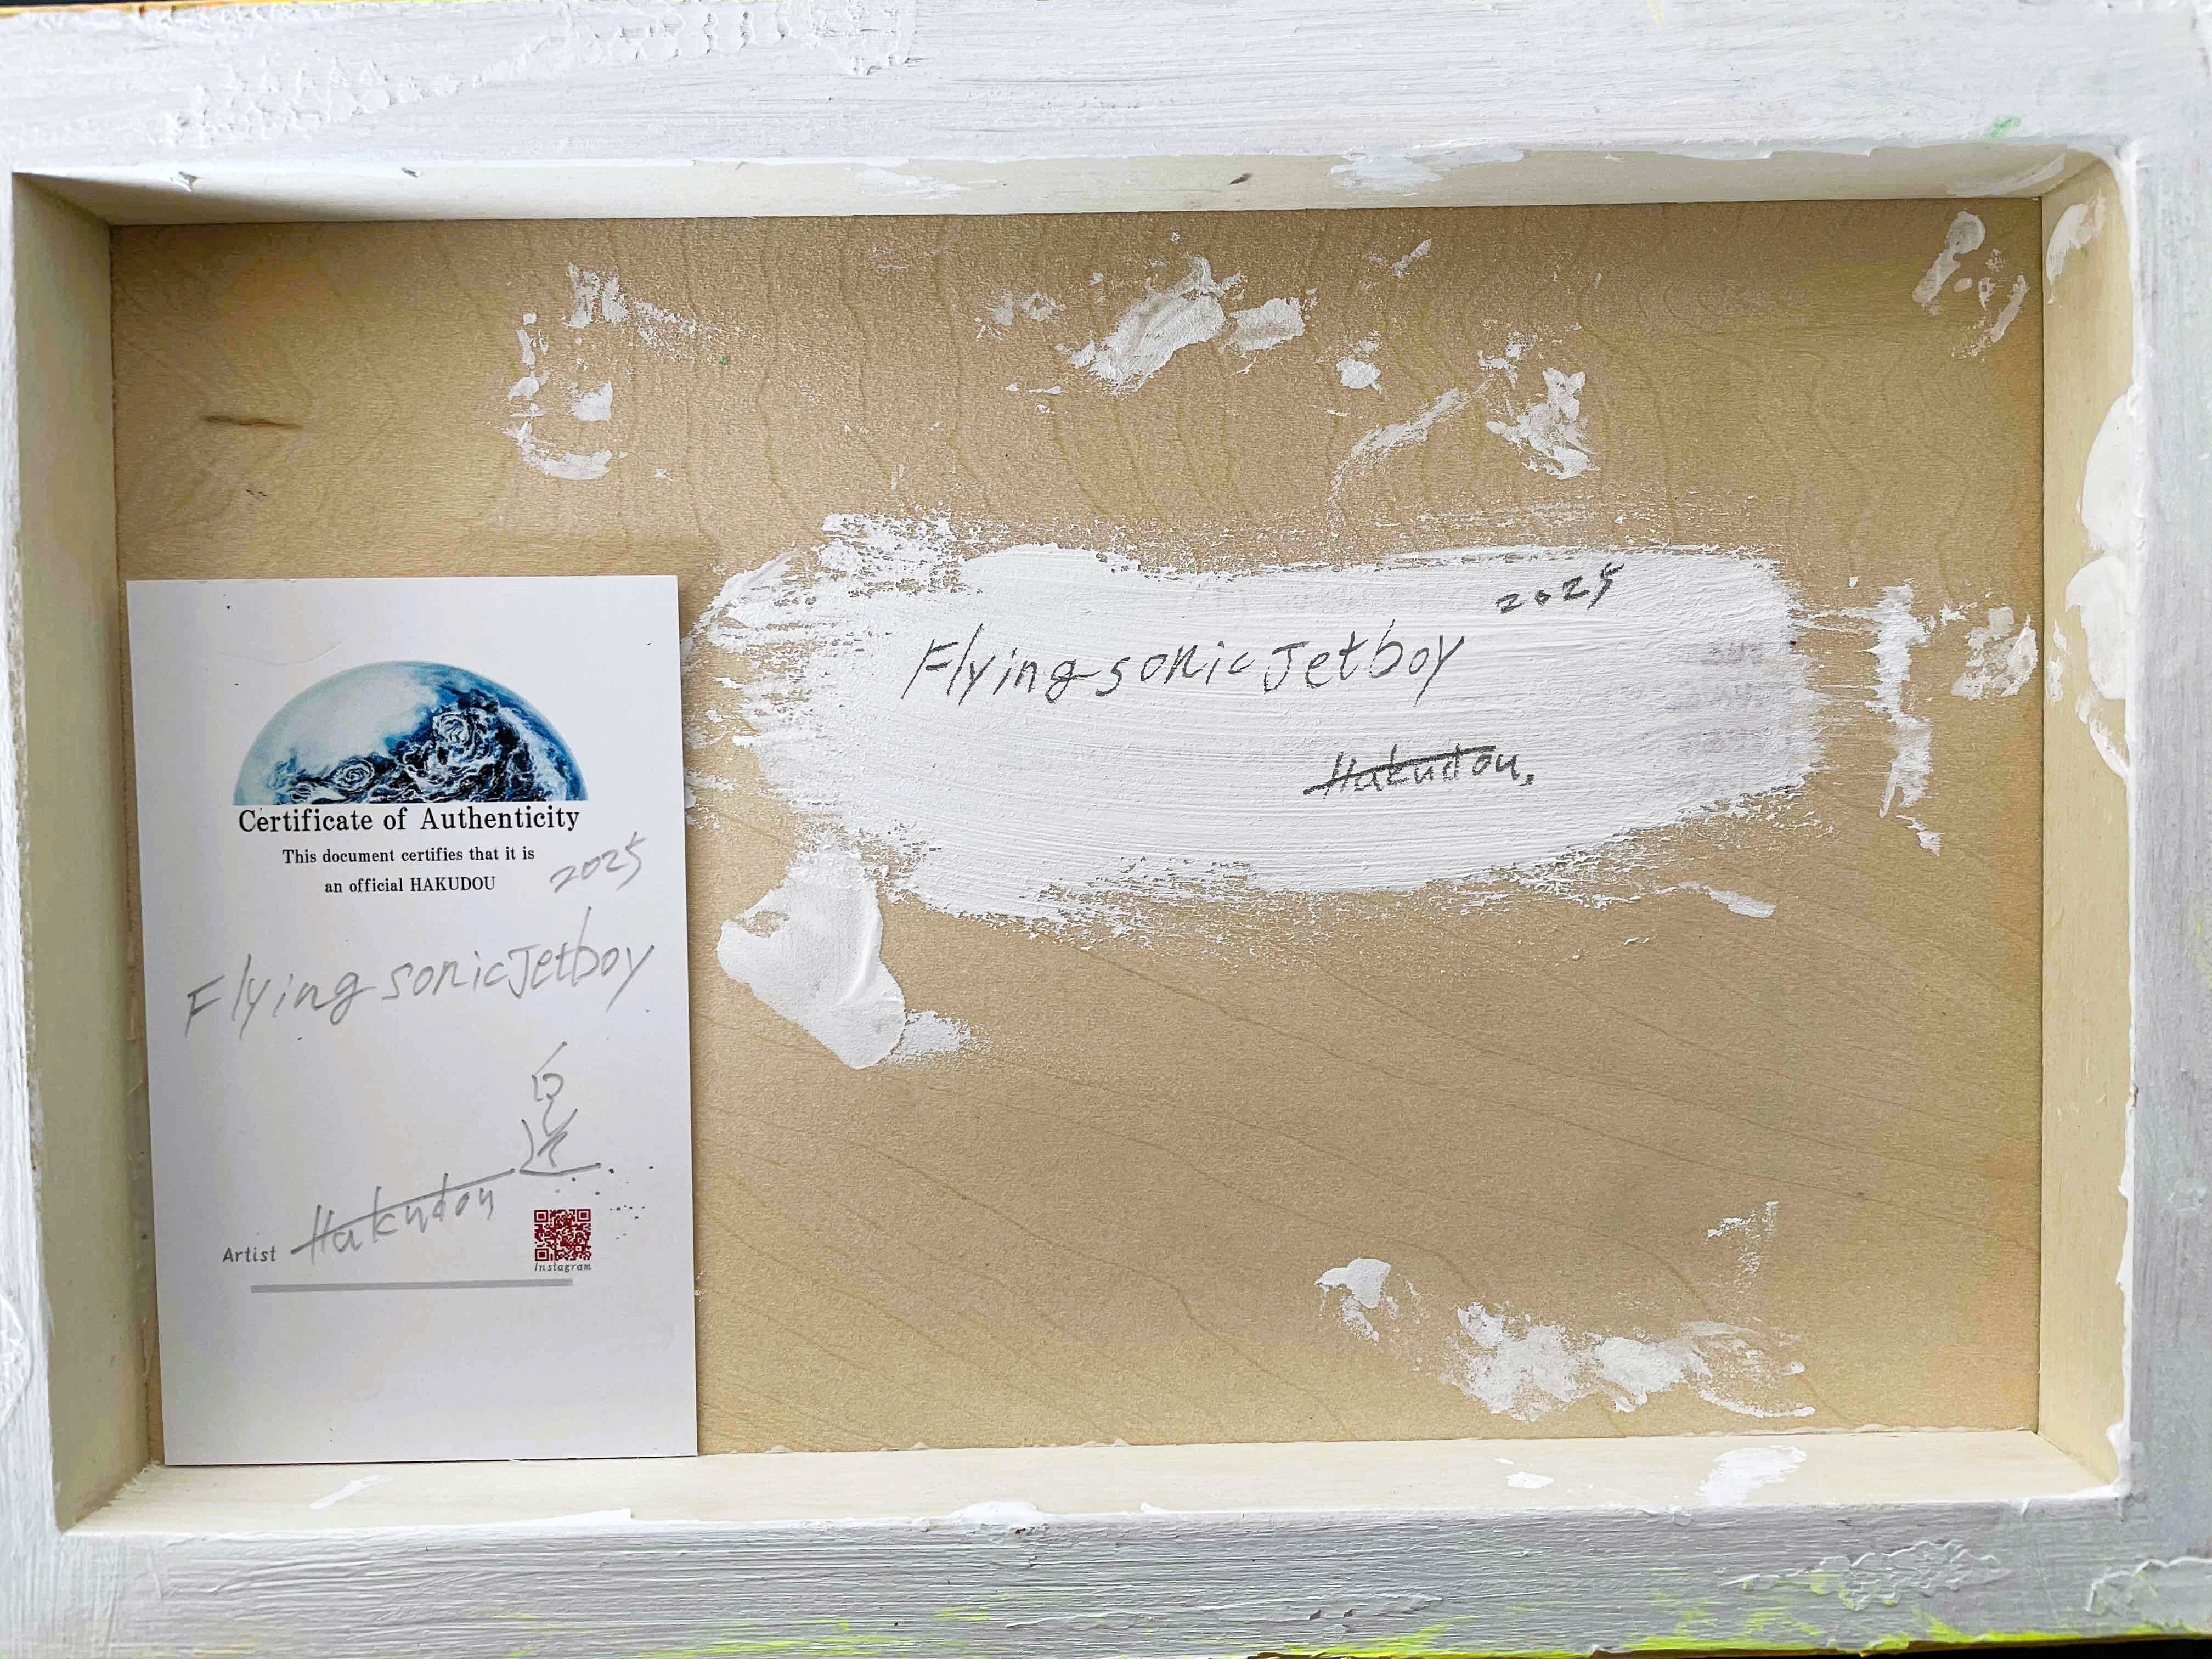 Certificate of Authenticity
This document certifies that it is
an official HAKUDOU
2025
Flying sonic Jetboy
Artist Hakudou
Instagram
2025
Flying sonic Jetboy
Hakudou.